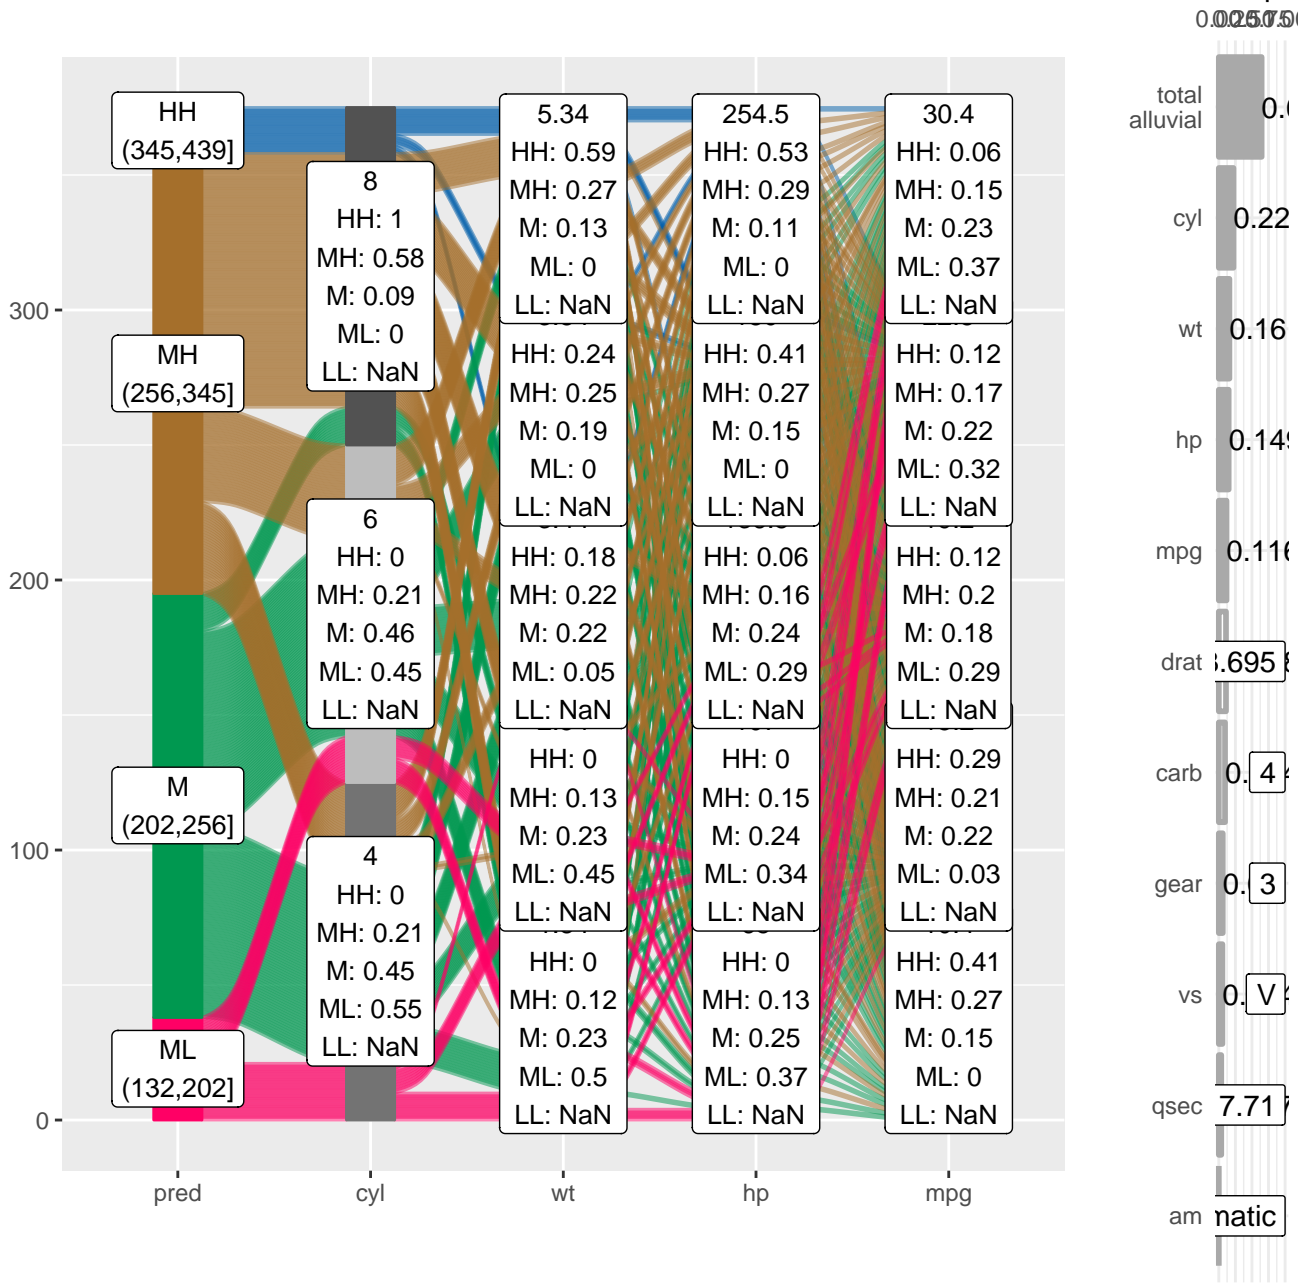 HH
(345,439]
MH
(256,345]
M
(202,256]
ML
(132,202]
8
HH: 1
MH: 0.58
M: 0.09
ML: 0
LL: NaN
6
HH: 0
MH: 0.21
M: 0.46
ML: 0.45
LL: NaN
4
HH: 0
MH: 0.21
M: 0.45
ML: 0.55
LL: NaN
5.34
HH: 0.59
MH: 0.27
M: 0.13
ML: 0
LL: NaN
HH: 0.24
MH: 0.25
M: 0.19
ML: 0
LL: NaN
HH: 0.18
MH: 0.22
M: 0.22
ML: 0.05
LL: NaN
HH: 0
MH: 0.13
M: 0.23
ML: 0.45
LL: NaN
HH: 0
MH: 0.12
M: 0.23
ML: 0.5
LL: NaN
254.5
HH: 0.53
MH: 0.29
M: 0.11
ML: 0
LL: NaN
HH: 0.41
MH: 0.27
M: 0.15
ML: 0
LL: NaN
HH: 0.06
MH: 0.16
M: 0.24
ML: 0.29
LL: NaN
HH: 0
MH: 0.15
M: 0.24
ML: 0.34
LL: NaN
HH: 0
MH: 0.13
M: 0.25
ML: 0.37
LL: NaN
30.4
HH: 0.06
MH: 0.15
M: 0.23
ML: 0.37
LL: NaN
HH: 0.12
MH: 0.17
M: 0.22
ML: 0.32
LL: NaN
HH: 0.12
MH: 0.2
M: 0.18
ML: 0.29
LL: NaN
HH: 0.29
MH: 0.21
M: 0.22
ML: 0.03
LL: NaN
HH: 0.41
MH: 0.27
M: 0.15
ML: 0
LL: NaN
300
200
100
0
pred
cyl
wt
hp
mpg
total
alluvial
cyl 0.22
wt 0.16
hp 0.149
mpg 0.116
drat .695
carb 4
gear 3
vs V
qsec 7.71
am matic